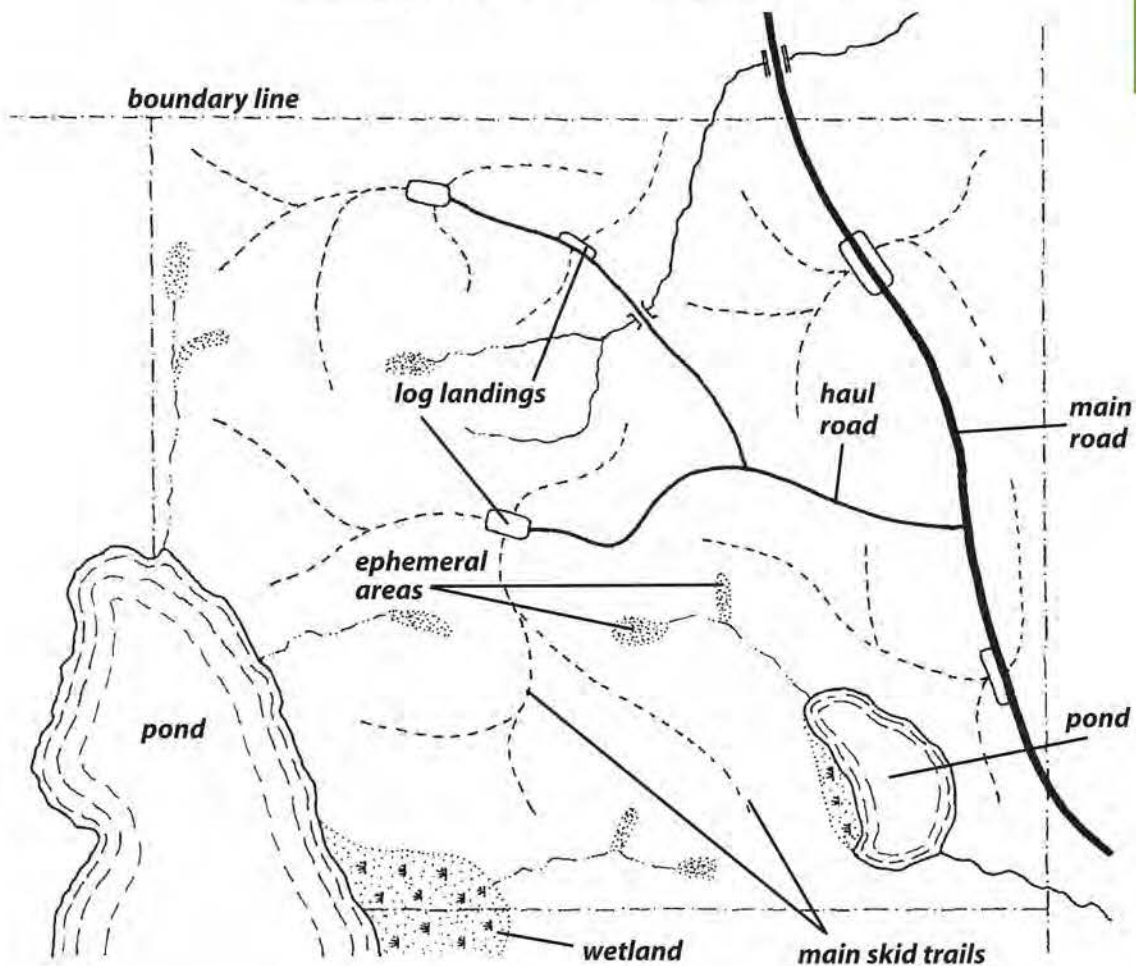 boundary line
log landings
haul
road
main
road
ephemeral
areas
pond
pond
wetland
main skid trails